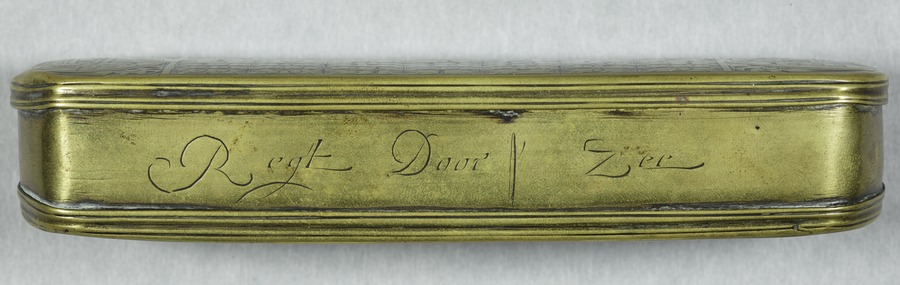 Regt Door | Zee